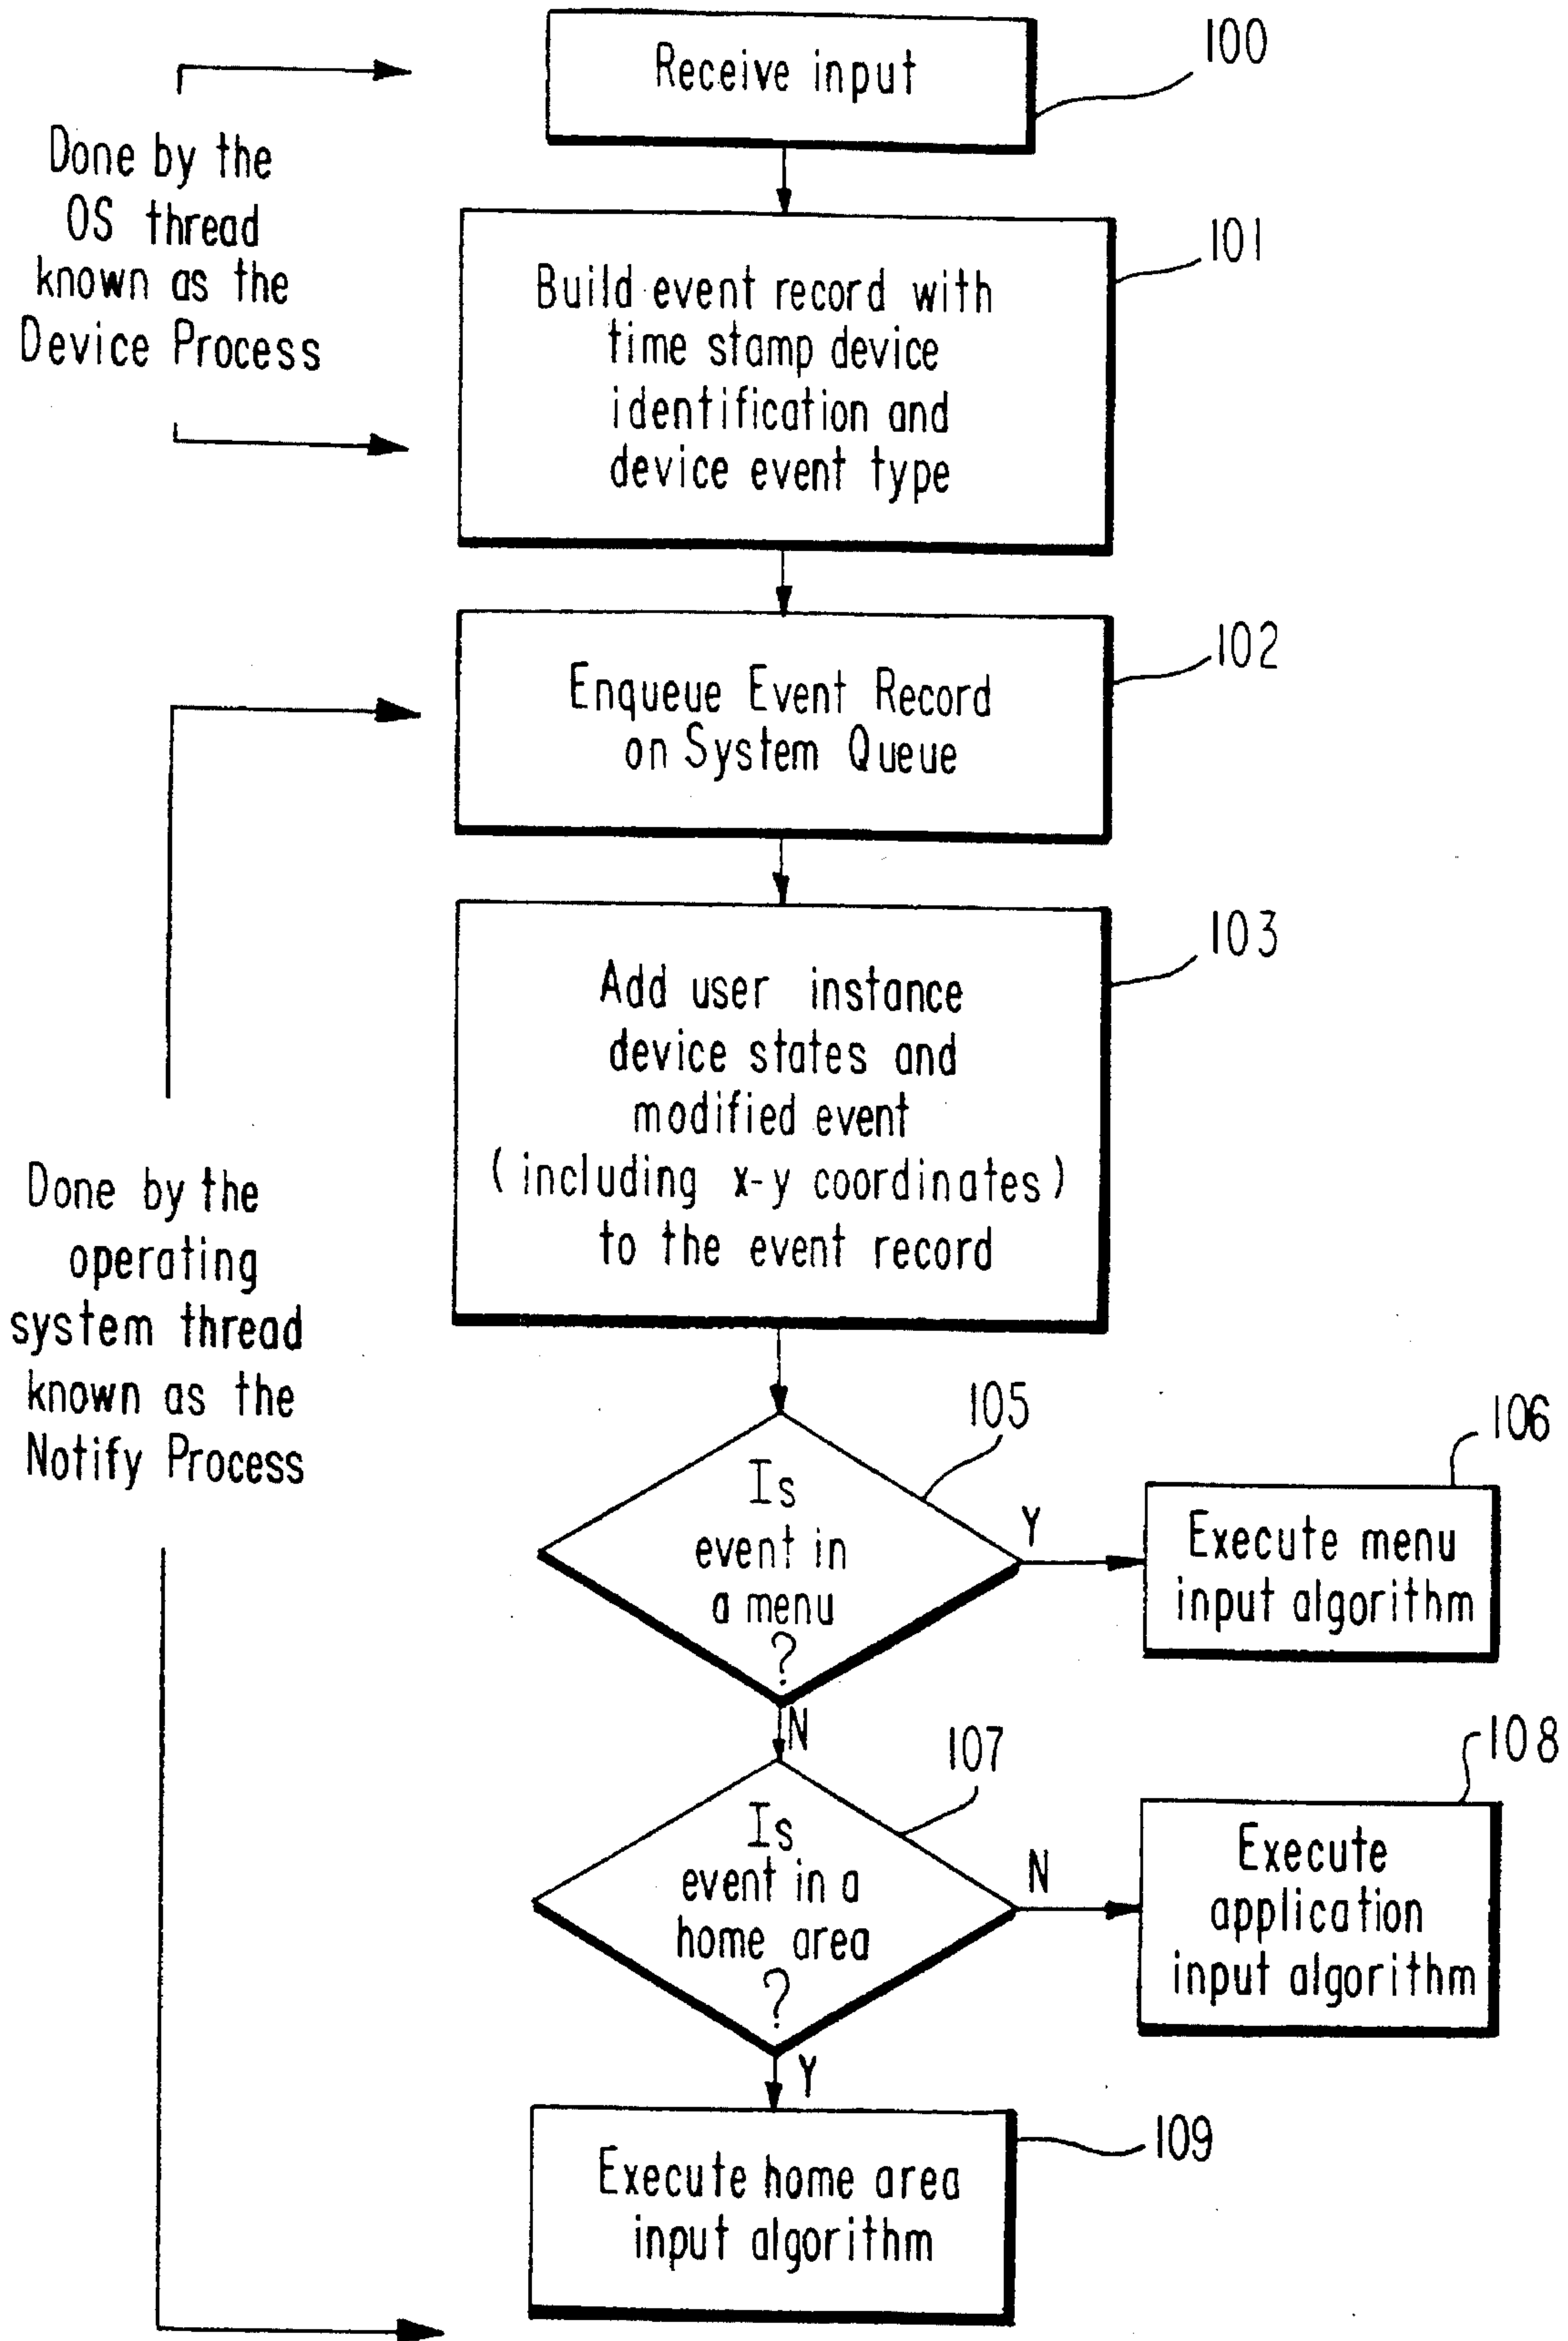 Receive input
100
Done by the
OS thread
known as the
Device Process
Build event record with
time stamp device
identification and
device event type
101
Enqueue Event Record
on System Queue
102
Add user instance
device states and
modified event
(including x-y coordinates)
to the event record
103
Done by the
operating
system thread
known as the
Notify Process
Is
event in
a menu
?
105
Y
Execute menu
input algorithm
106
N
Is
event in a
home area
?
107
N
Execute
application
input algorithm
108
Y
Execute home area
input algorithm
109